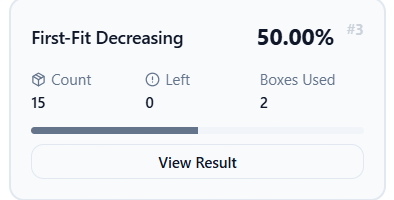 First-Fit Decreasing 50.00% #3
Count Left Boxes Used
15 0 2
View Result